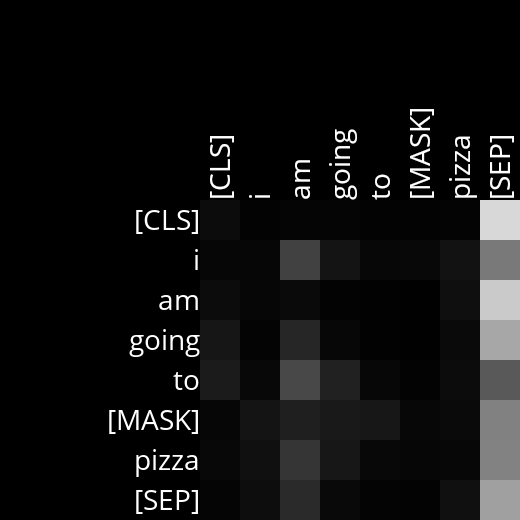 [CLS] i am going to [MASK] pizza [SEP]
[CLS]
i
am
going
to
[MASK]
pizza
[SEP]